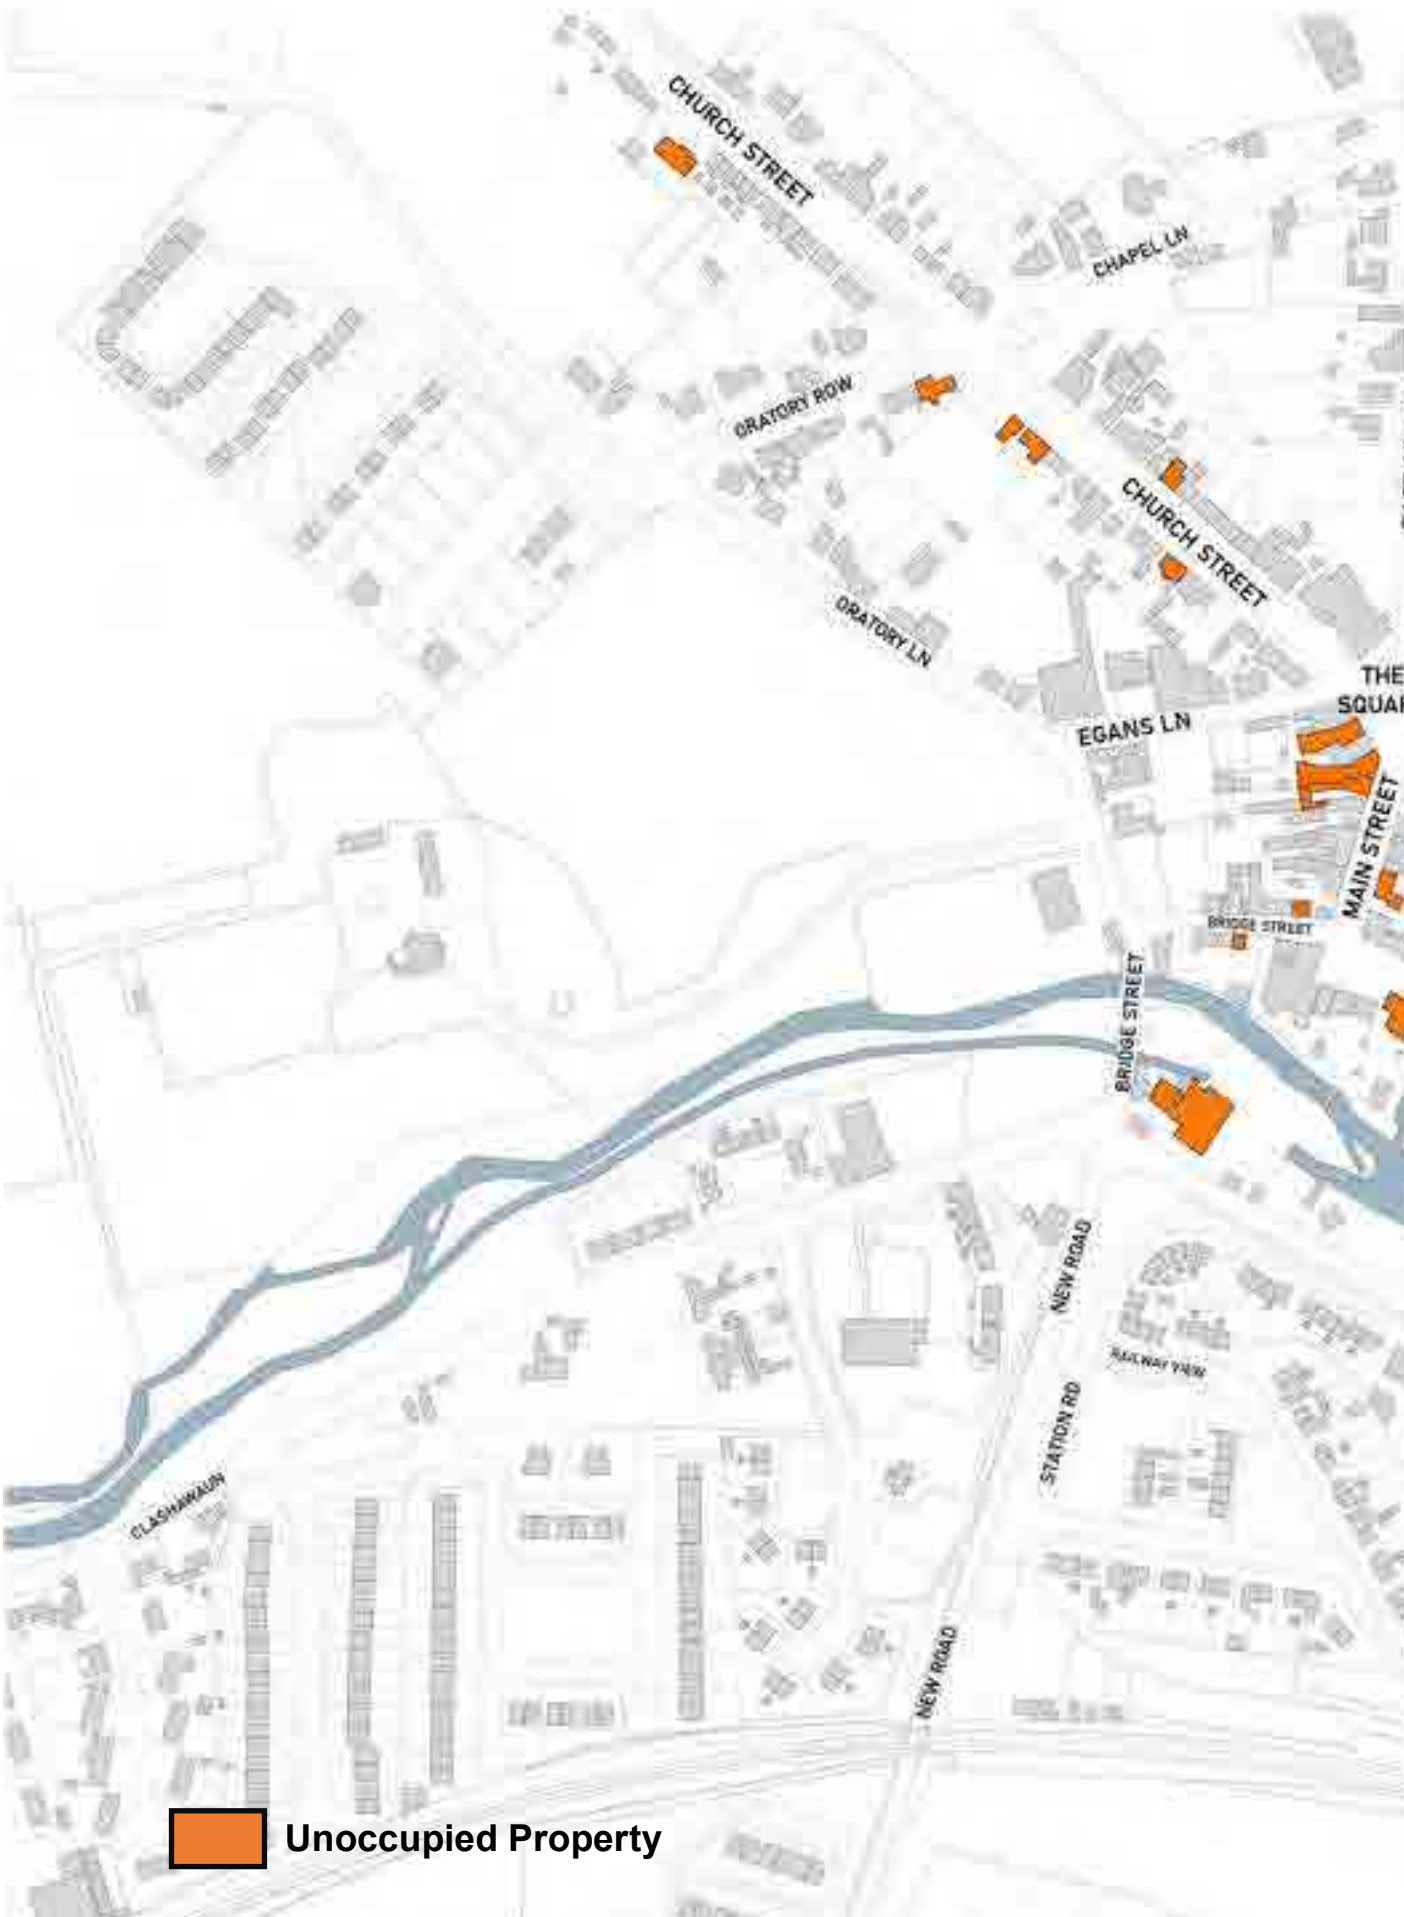 CHURCH STREET
CHAPEL LN
ORATORY ROW
CHURCH STREET
ORATORY LN
THE
SQUAR
EGANS LN
MAIN STREET
BRIDGE STREET
BRIDGE STREET
NEW ROAD
RAILWAY VIEW
STATION RD
CLASHAWAUN
NEW ROAD
Unoccupied Property